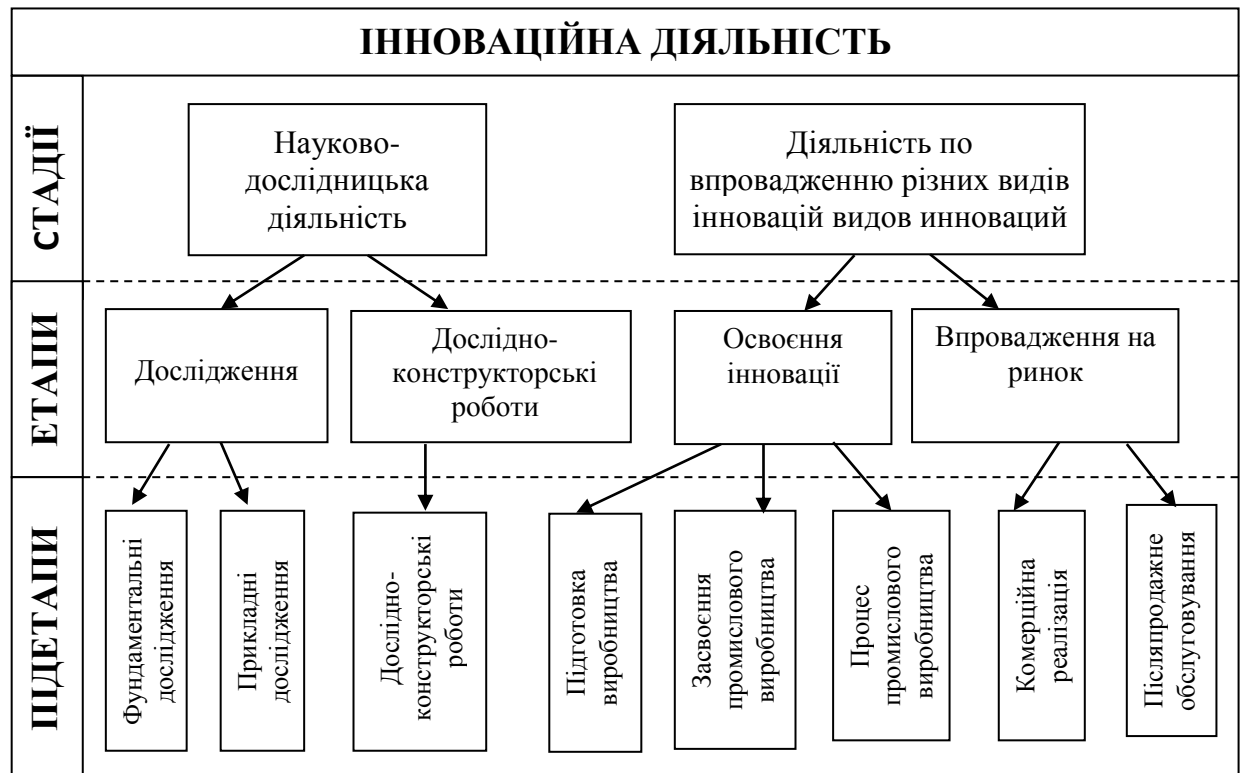 ІННОВАЦІЙНА ДІЯЛЬНІСТЬ
СТАДІЇ
Науково-
дослідницька
діяльність
Діяльність по
впровадженню різних видів
інновацій видов инноваций
ЕТАПИ
Дослідження
Дослідно-
конструкторські
роботи
Освоєння
інновації
Впровадження на
ринок
ПІДЕТАПИ
Фундаментальні
дослідження
Прикладні
дослідження
Дослідно-
конструкторські
роботи
Підготовка
виробництва
Засвоєння
промислового
виробництва
Процес
промислового
виробництва
Комерційна
реалізація
Післяпродажне
обслуговування